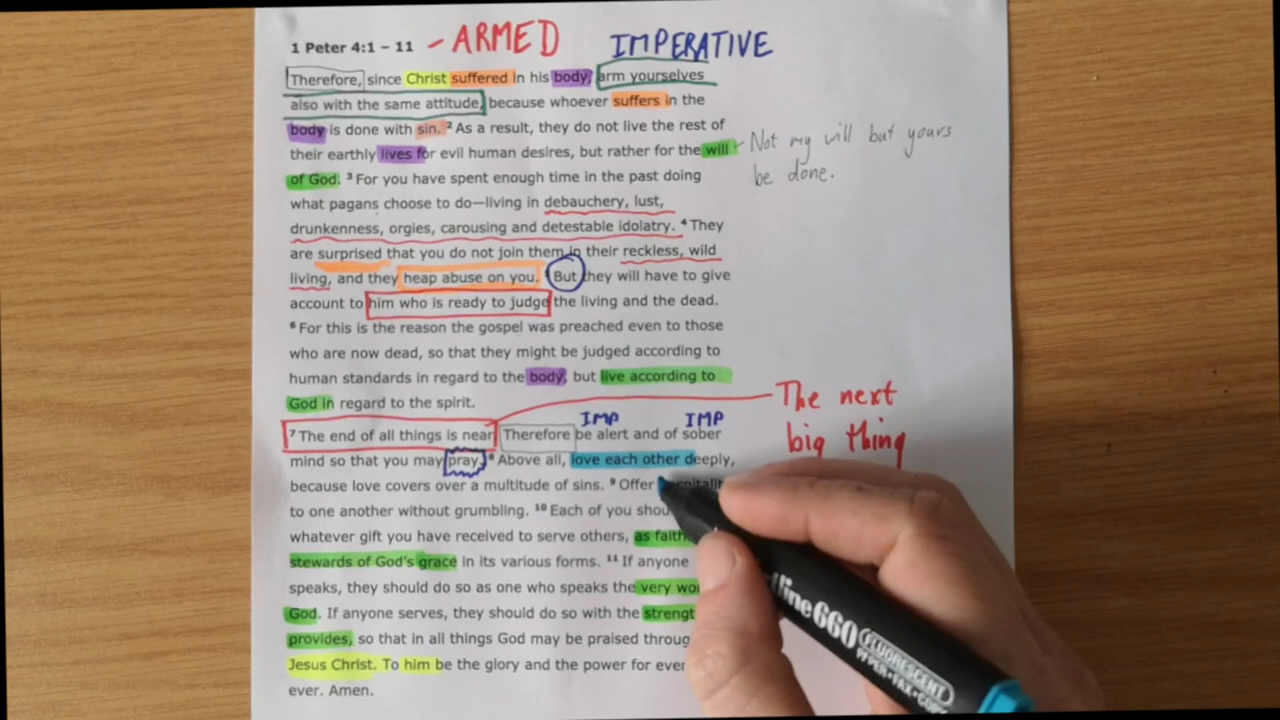 1 Peter 4:1 – 11 - ARMED IMPERATIVE
Therefore, since Christ suffered in his body, arm yourselves
also with the same attitude, because whoever suffers in the
body is done with sin. ² As a result, they do not live the rest of
their earthly lives for evil human desires, but rather for the will
Not my will but yours
be done.
of God. ³ For you have spent enough time in the past doing
what pagans choose to do—living in debauchery, lust,
drunkenness, orgies, carousing and detestable idolatry. ⁴ They
are surprised that you do not join them in their reckless, wild
living, and they heap abuse on you. But they will have to give
account to him who is ready to judge the living and the dead.
⁶ For this is the reason the gospel was preached even to those
who are now dead, so that they might be judged according to
human standards in regard to the body, but live according to
God in regard to the spirit.
The next
big thing
IMP IMP
⁷ The end of all things is near Therefore be alert and of sober
mind so that you may pray. ⁸ Above all, love each other deeply,
because love covers over a multitude of sins. ⁹ Offer
to one another without grumbling. ¹⁰ Each of you
whatever gift you have received to serve others, as
stewards of God's grace in its various forms. ¹¹ If anyone
speaks, they should do so as one who speaks the very
God. If anyone serves, they should do so with the
provides, so that in all things God may be praised
Jesus Christ. To him be the glory and the power for
ever. Amen.
line 660
FLUORESCENT